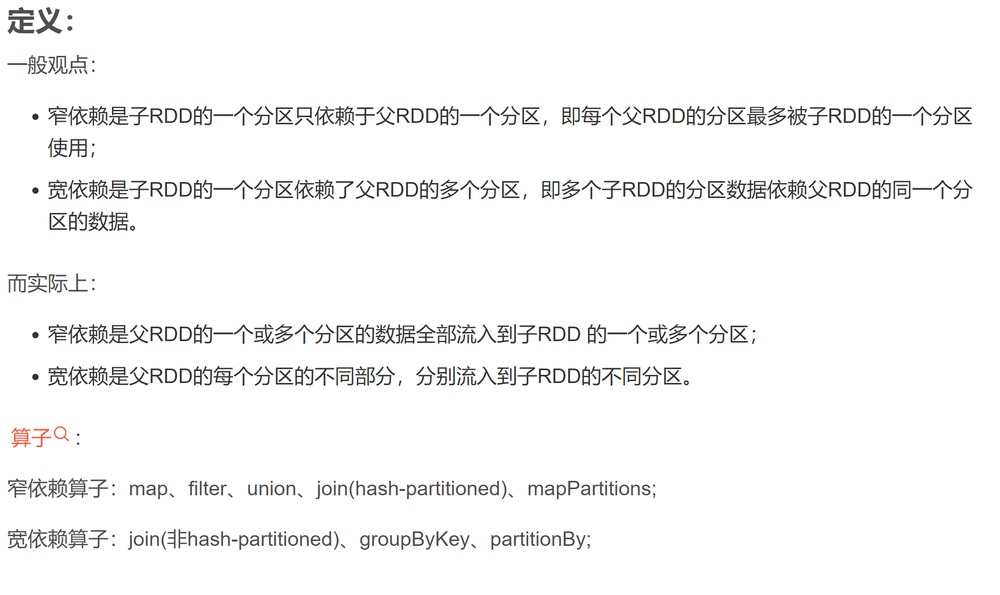 定义：
一般观点：
• 窄依赖是子RDD的一个分区只依赖于父RDD的一个分区，即每个父RDD的分区最多被子RDD的一个分区
使用；
• 宽依赖是子RDD的一个分区依赖了父RDD的多个分区，即多个子RDD的分区数据依赖父RDD的同一个分
区的数据。
而实际上：
• 窄依赖是父RDD的一个或多个分区的数据全部流入到子RDD 的一个或多个分区；
• 宽依赖是父RDD的每个分区的不同部分，分别流入到子RDD的不同分区。
算子：
窄依赖算子：map、filter、union、join(hash-partitioned)、mapPartitions;
宽依赖算子：join(非hash-partitioned)、groupByKey、partitionBy;